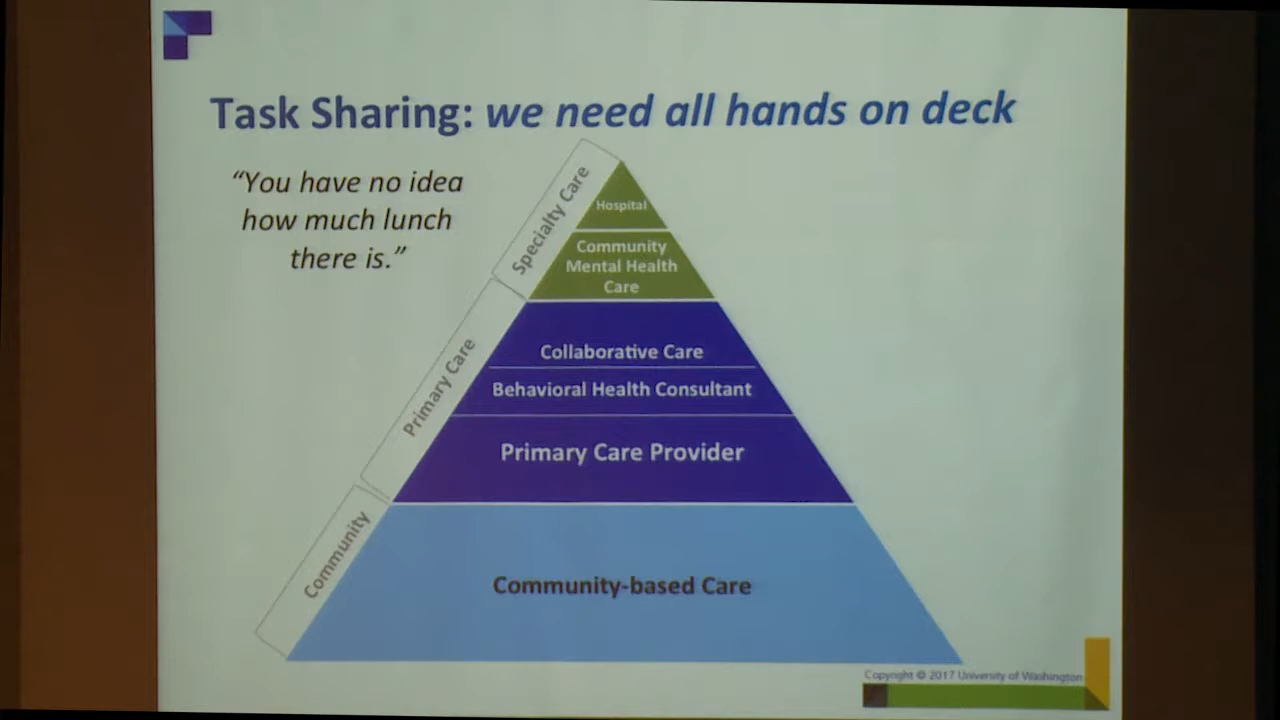 Task Sharing: we need all hands on deck
“You have no idea
how much lunch
there is.”
Specialty Care
Hospital
Community
Mental Health
Care
Primary Care
Collaborative Care
Behavioral Health Consultant
Primary Care Provider
Community
Community-based Care
Copyright © 2017 University of Washington